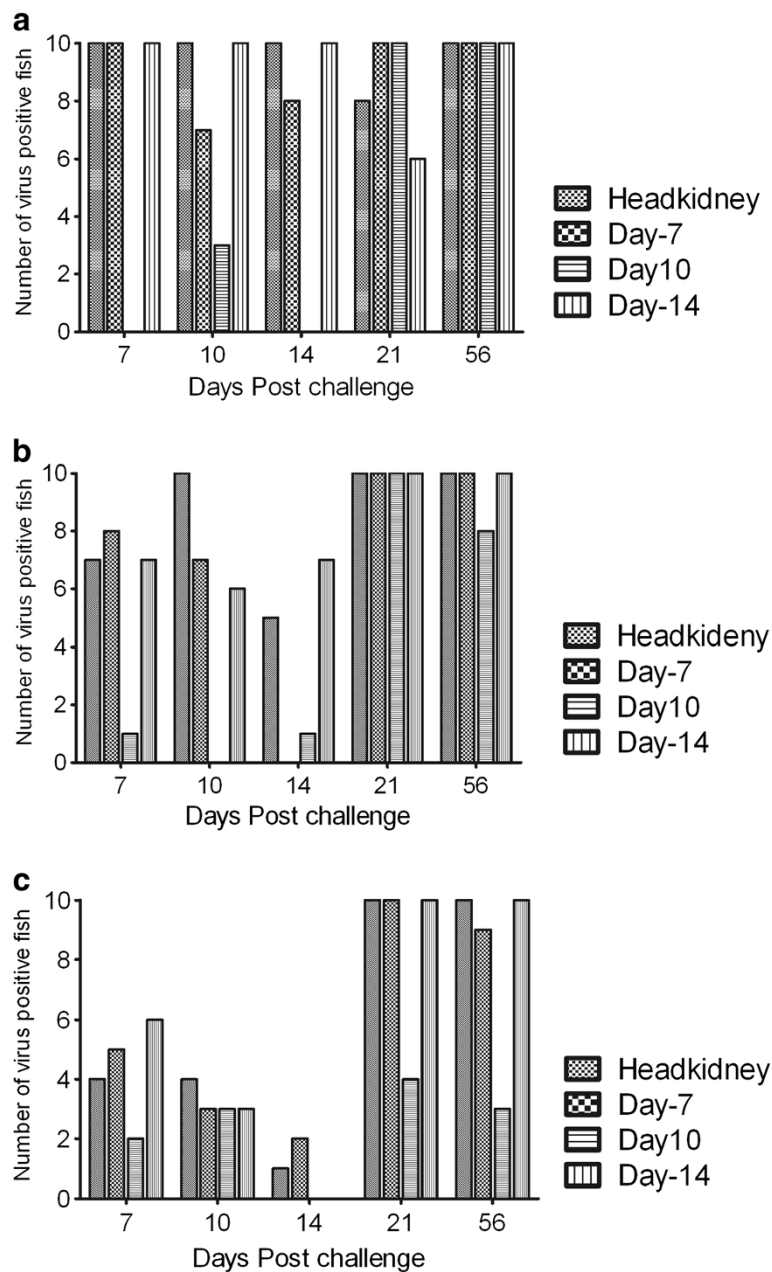 a
Number of virus positive fish
10
8
6
4
2
0
7 10 14 21 56
Days Post challenge
Headkidney
Day-7
Day10
Day-14
b
Number of virus positive fish
10
8
6
4
2
0
7 10 14 21 56
Days Post challenge
Headkideny
Day-7
Day10
Day-14
c
Number of virus positive fish
10
8
6
4
2
0
7 10 14 21 56
Days Post challenge
Headkidney
Day-7
Day10
Day-14